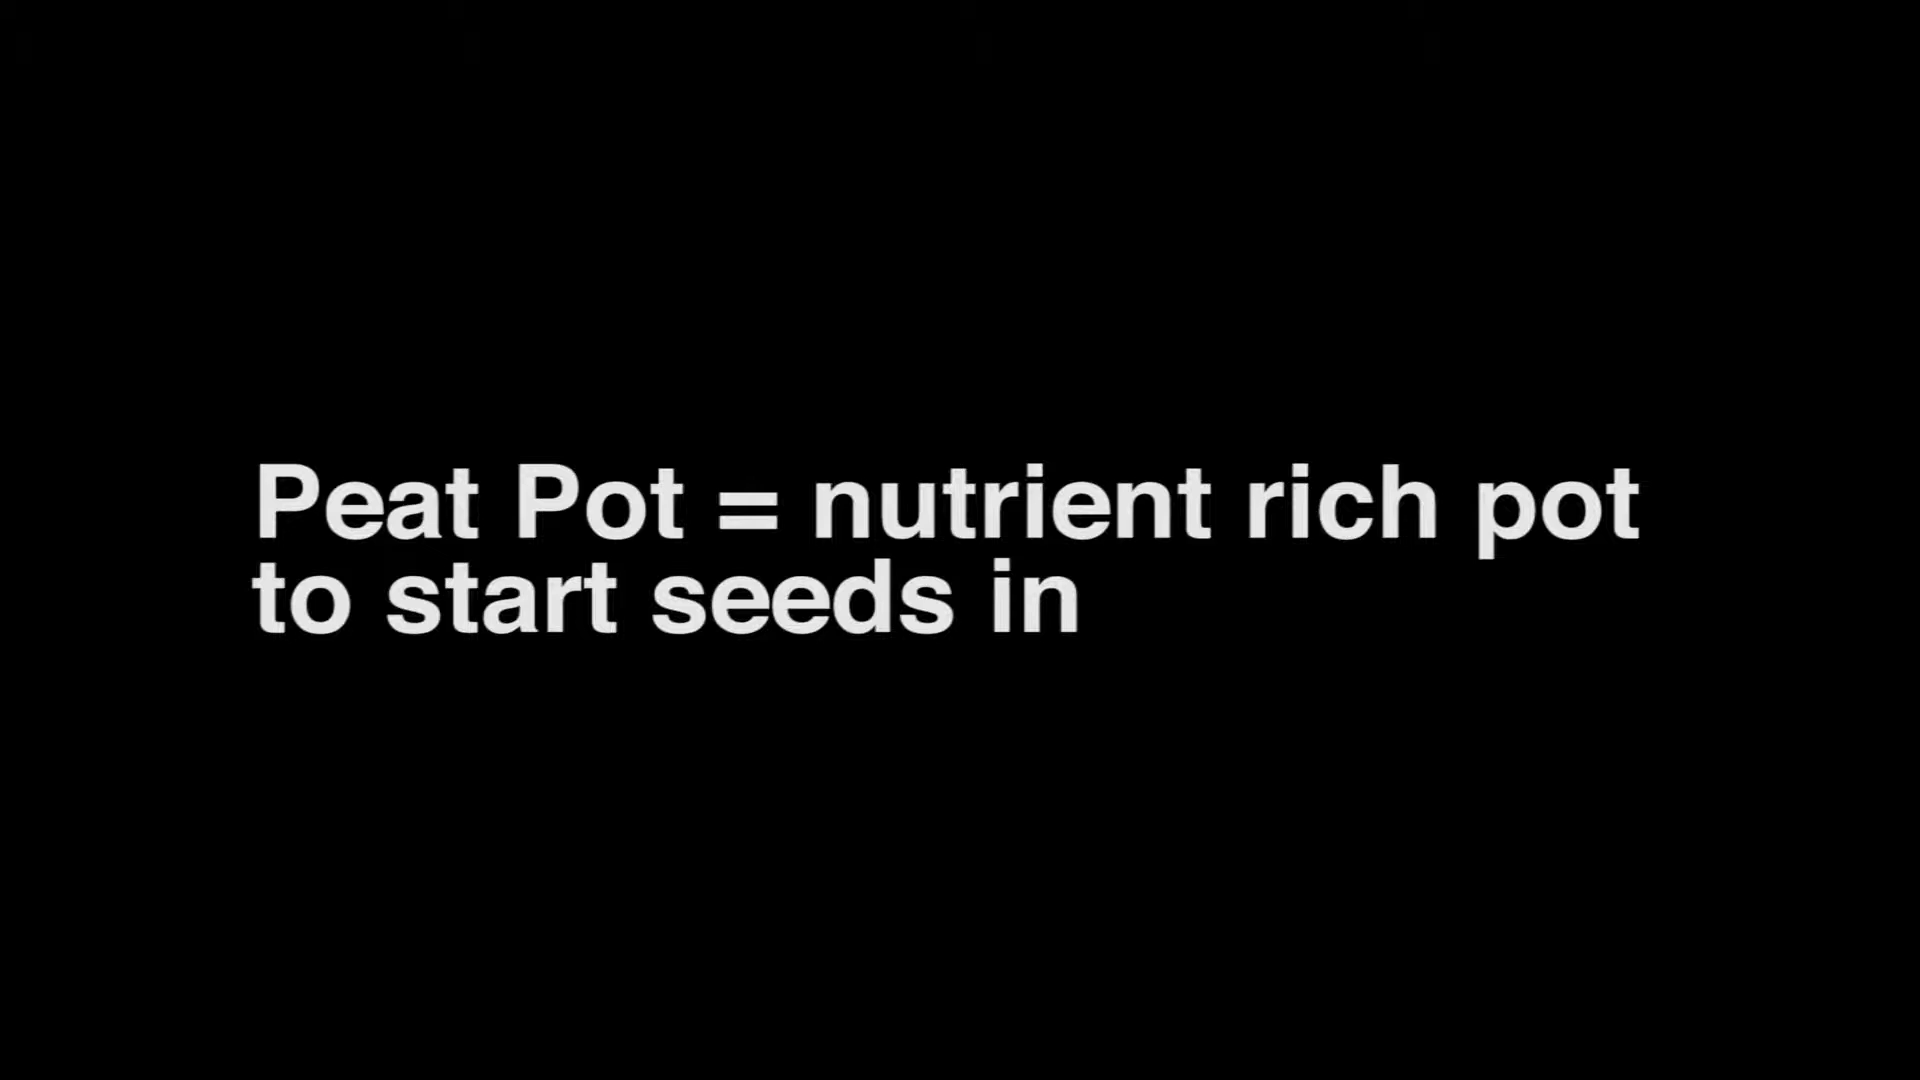 Peat Pot = nutrient rich pot
to start seeds in